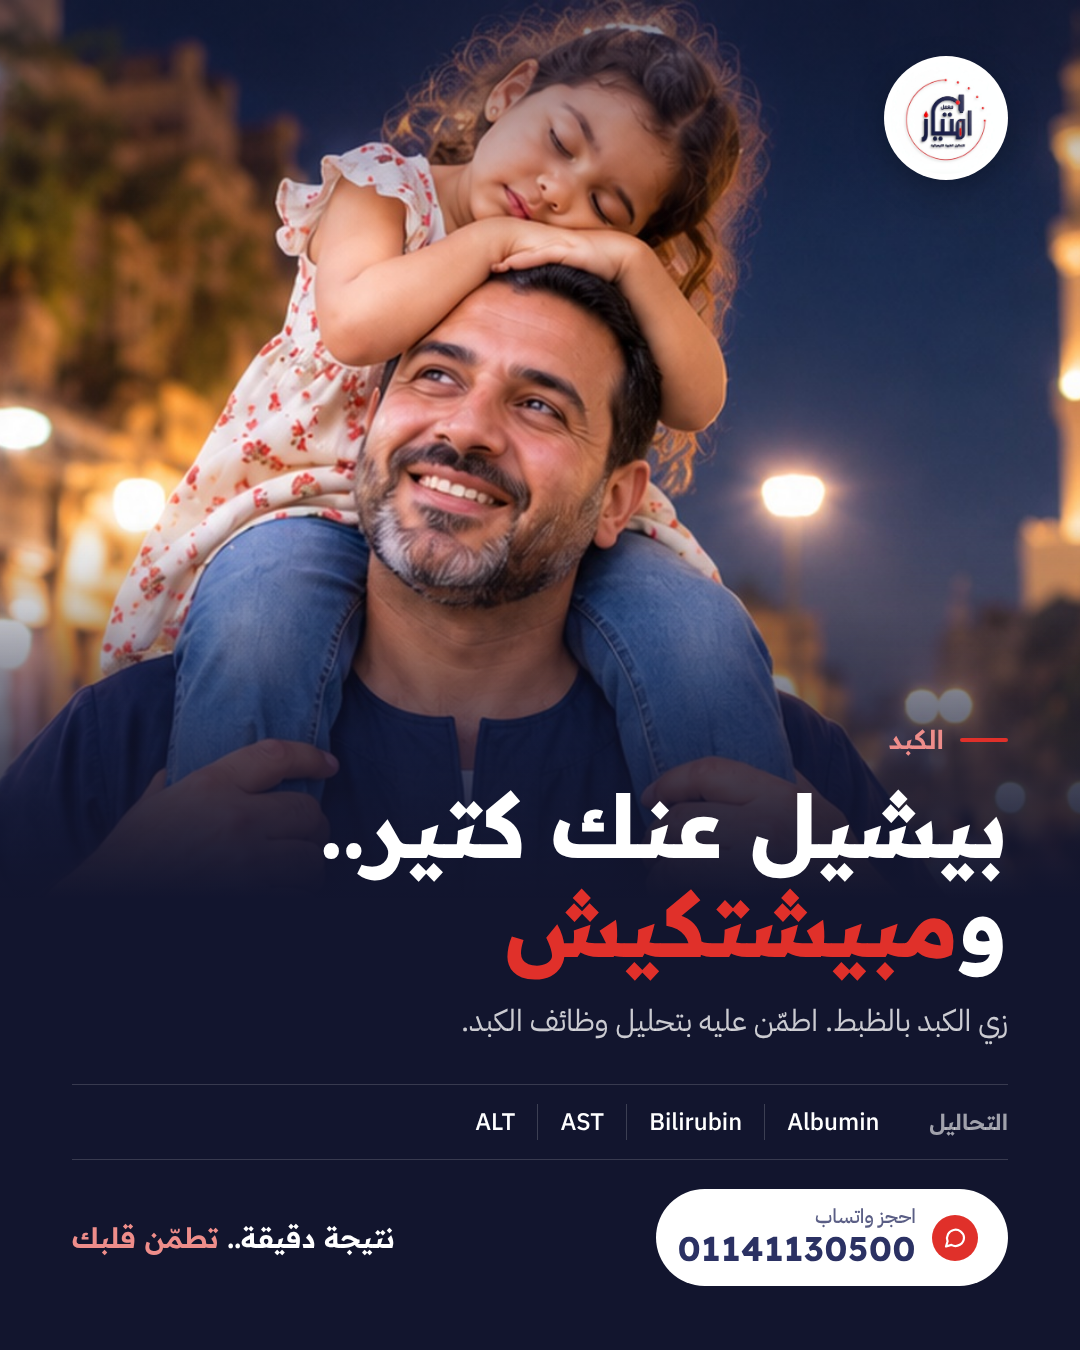 معمل
امتياز
الكبد
بيشيل عنك كتير..
ومبيشتكيش
زي الكبد بالظبط. اطمّن عليه بتحليل وظائف الكبد.
التحاليل
Albumin
Bilirubin
AST
ALT
احجز واتساب
01141130500
نتيجة دقيقة.. تطمّن قلبك